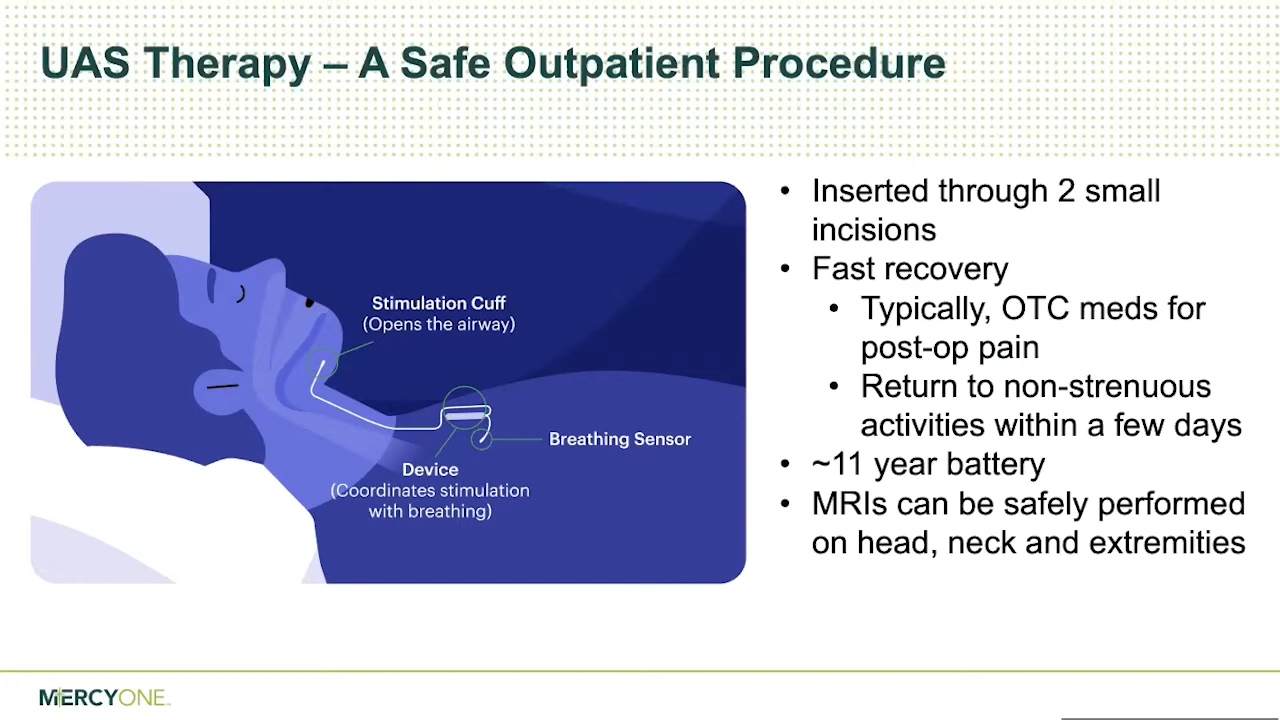 UAS Therapy – A Safe Outpatient Procedure
Stimulation Cuff
(Opens the airway)
Breathing Sensor
Device
(Coordinates stimulation
with breathing)
• Inserted through 2 small
incisions
• Fast recovery
• Typically, OTC meds for
post-op pain
• Return to non-strenuous
activities within a few days
• ~11 year battery
• MRIs can be safely performed
on head, neck and extremities
MERCYONE